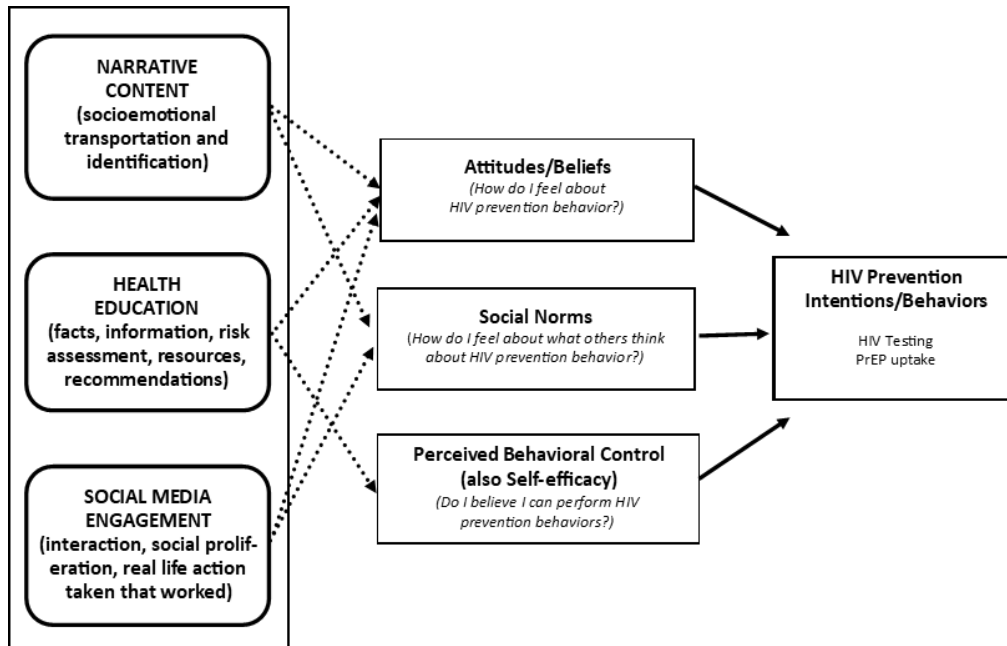 NARRATIVE
CONTENT
(socioemotional
transportation and
identification)
HEALTH
EDUCATION
(facts, information, risk
assessment, resources,
recommendations)
SOCIAL MEDIA
ENGAGEMENT
(interaction, social prolif-
eration, real life action
taken that worked)
Attitudes/Beliefs
(How do I feel about
HIV prevention behavior?)
Social Norms
(How do I feel about what others think
about HIV prevention behavior?)
Perceived Behavioral Control
(also Self-efficacy)
(Do I believe I can perform HIV
prevention behaviors?)
HIV Prevention
Intentions/Behaviors
HIV Testing
PrEP uptake